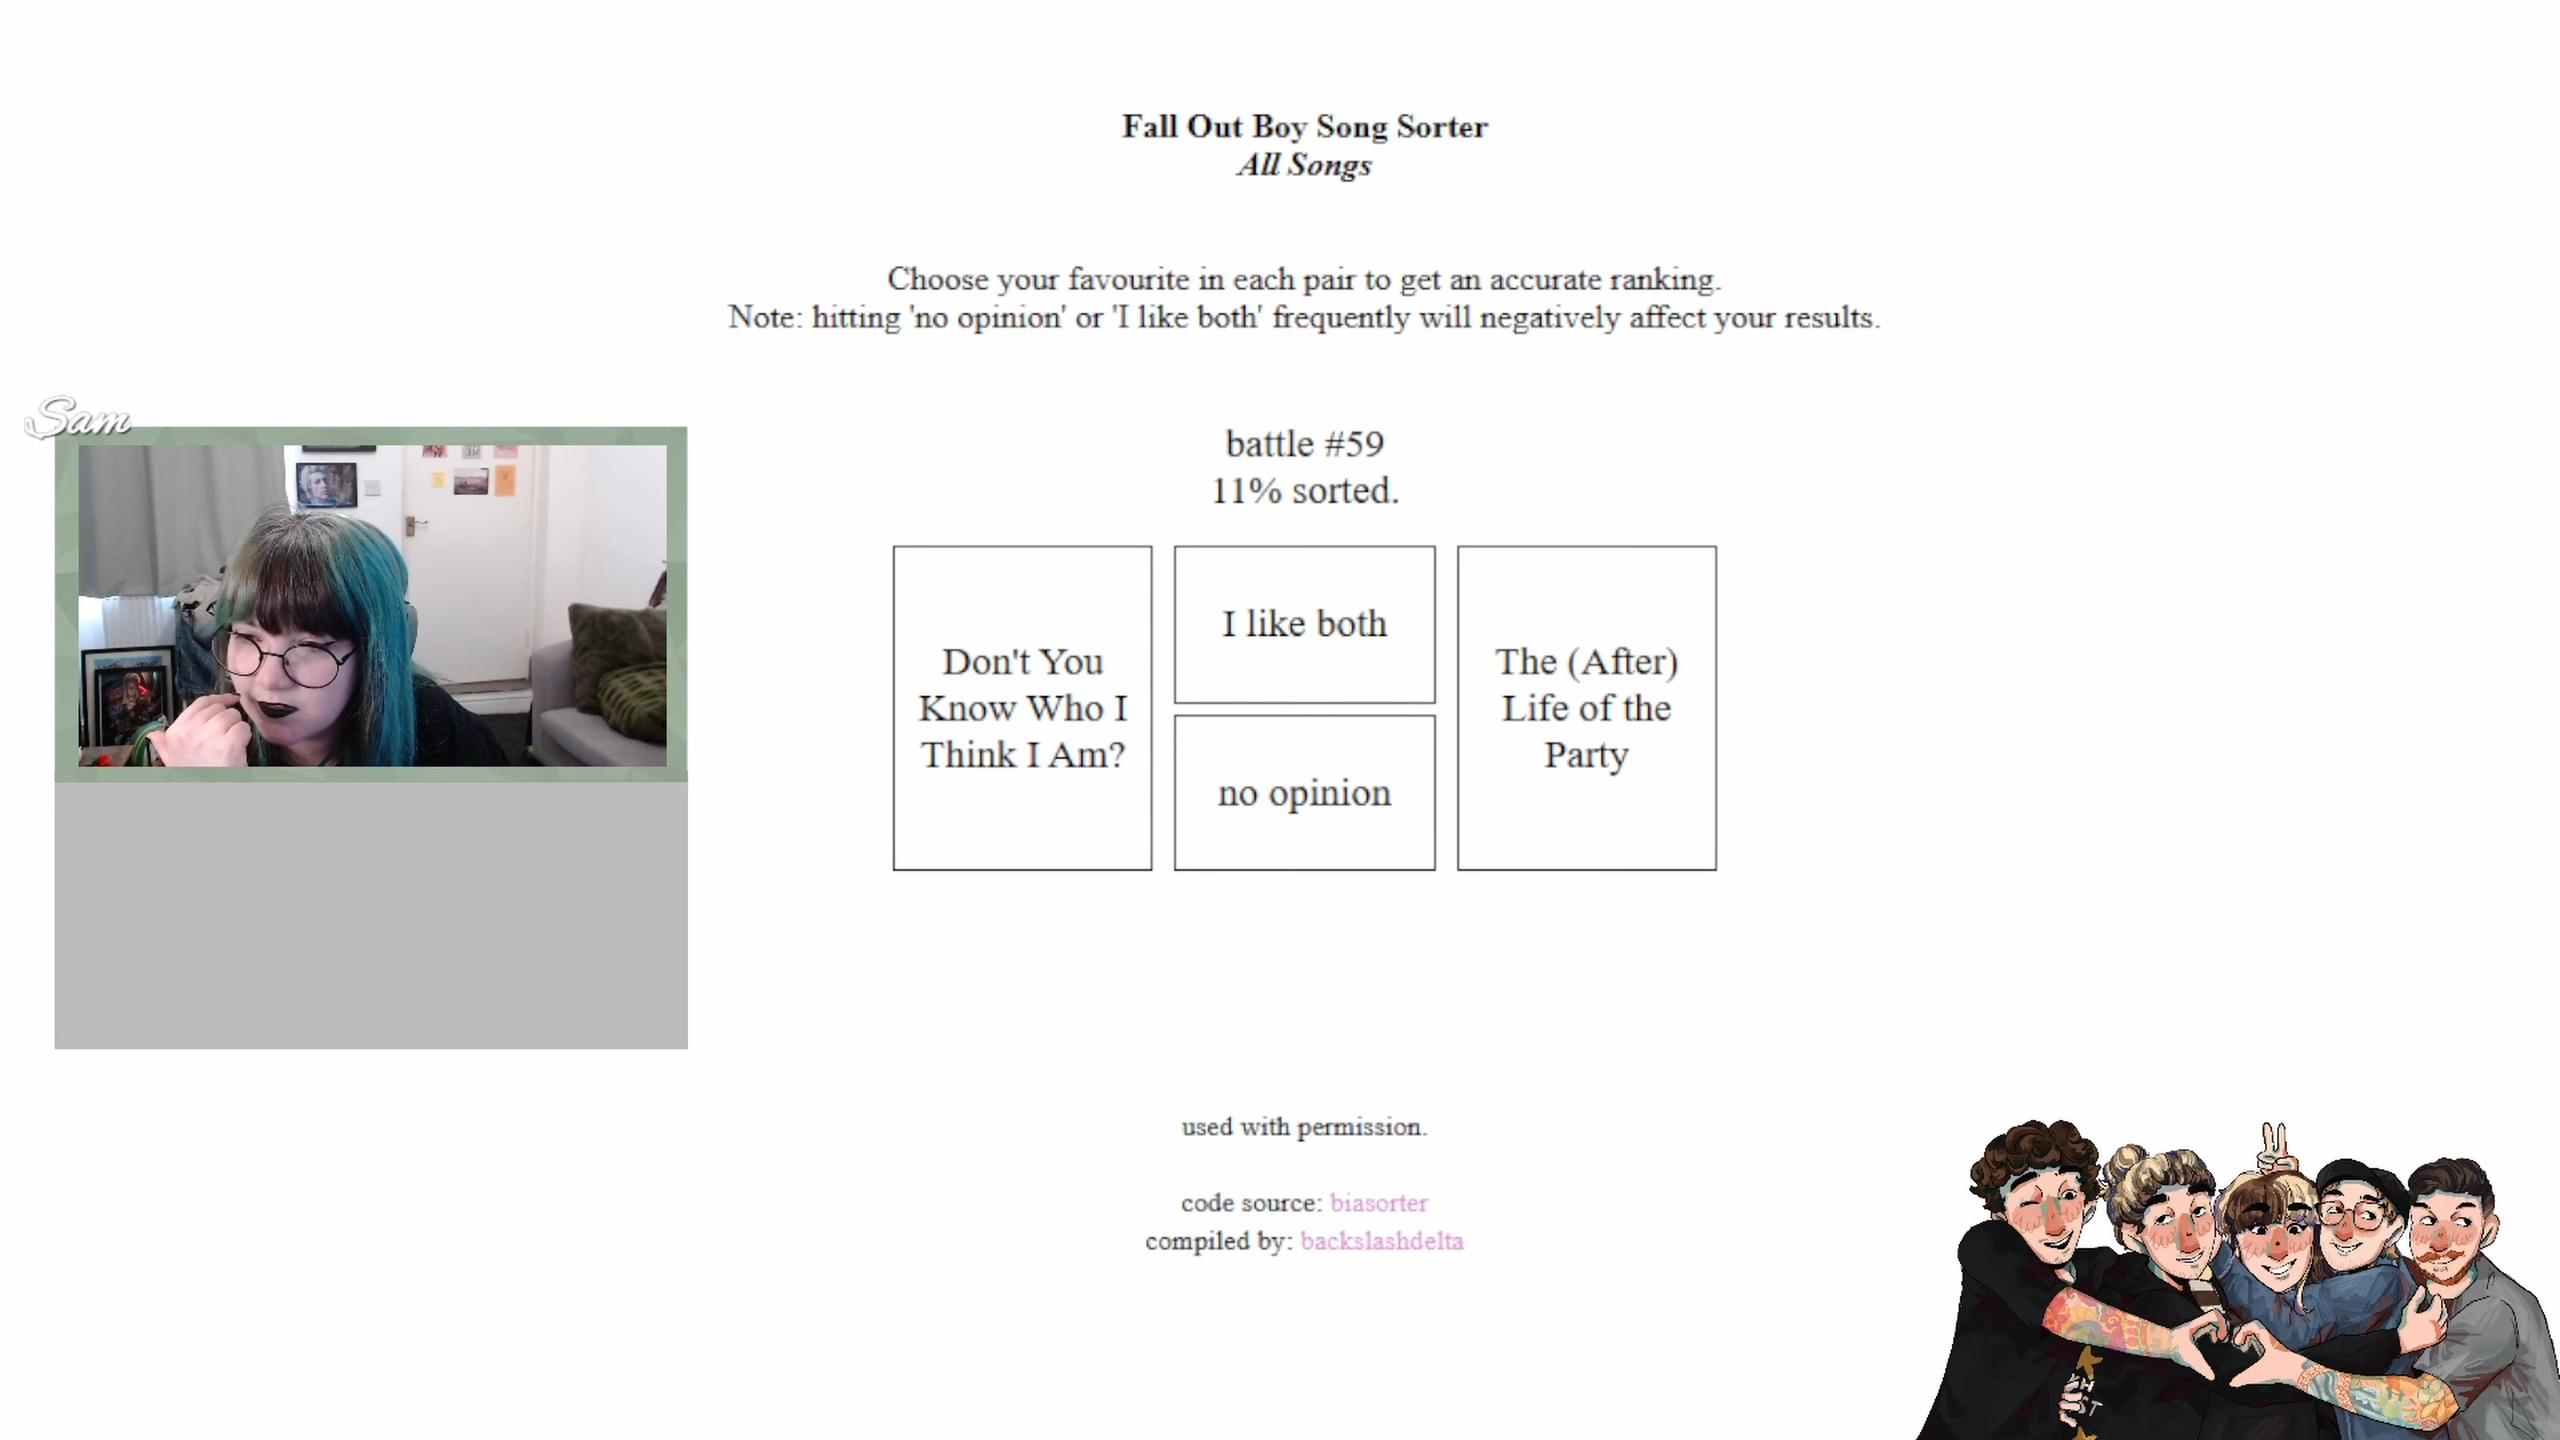 Fall Out Boy Song Sorter
All Songs
Choose your favourite in each pair to get an accurate ranking.
Note: hitting 'no opinion' or 'I like both' frequently will negatively affect your results.
Sam
battle #59
11% sorted.
Don't You
Know Who I
Think I Am?
I like both
no opinion
The (After)
Life of the
Party
used with permission.
code source: biasorter
compiled by: backslashdelta